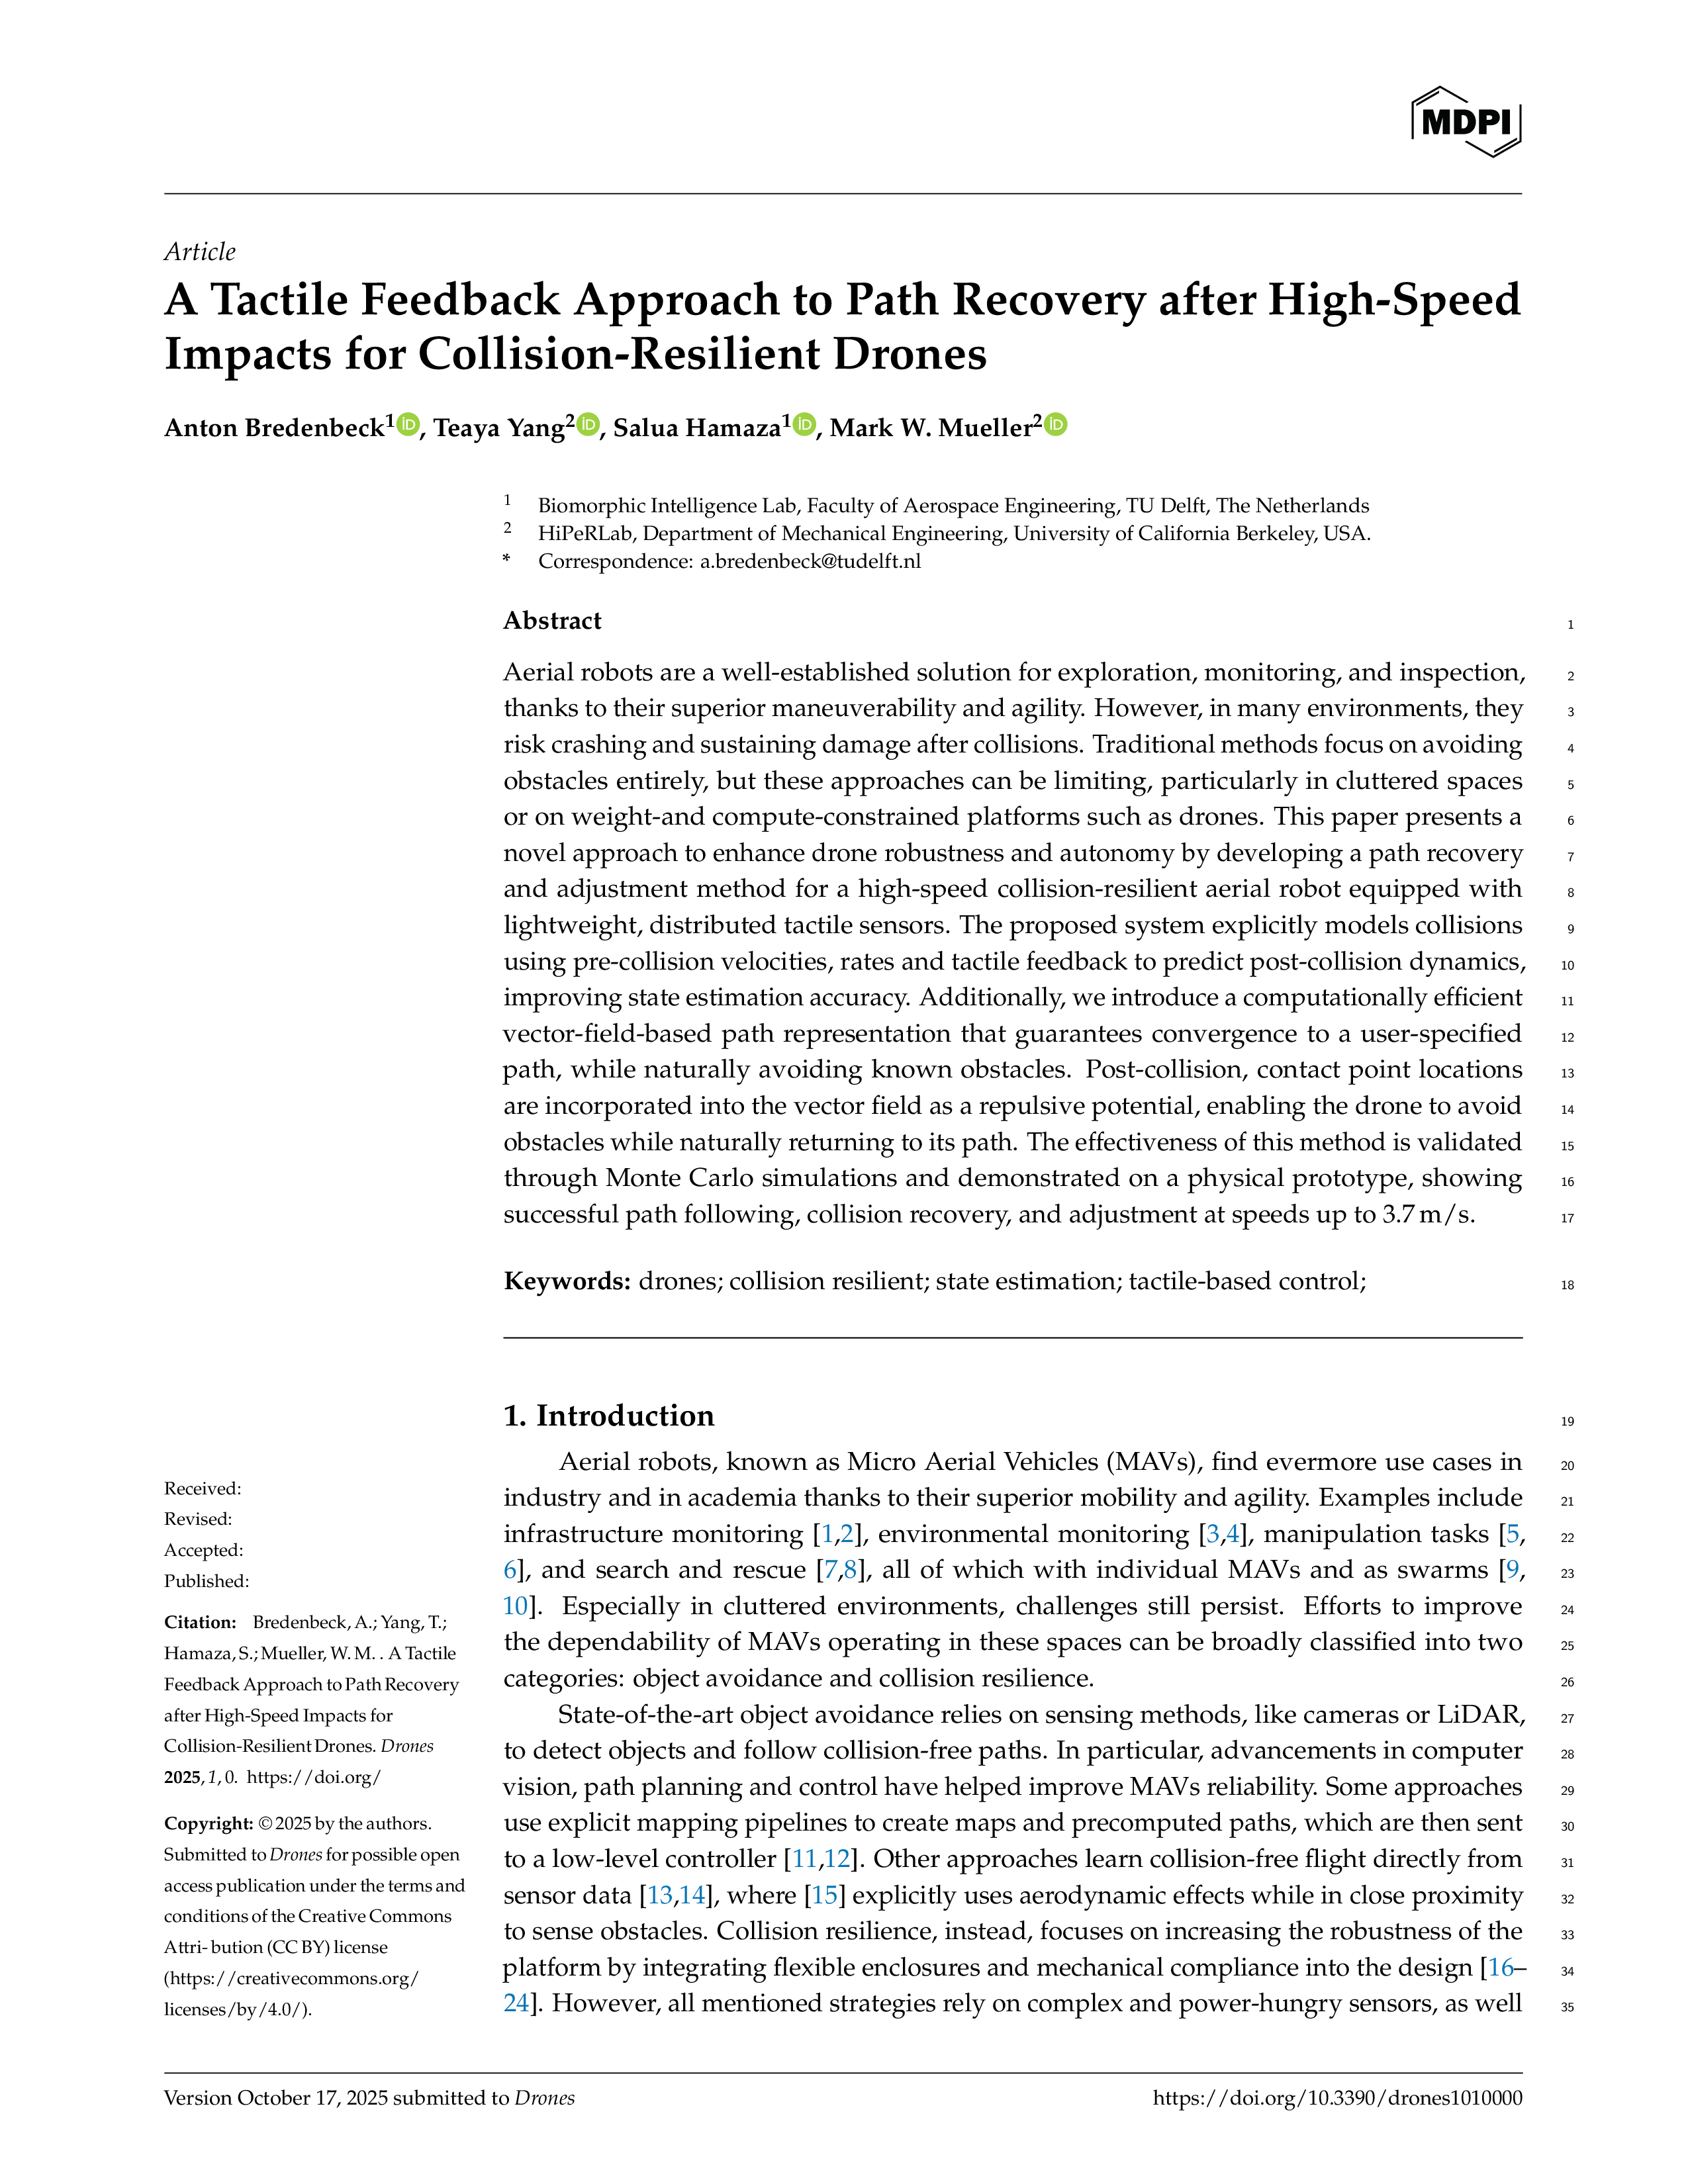 MDPI
Article
A Tactile Feedback Approach to Path Recovery after High-Speed
Impacts for Collision-Resilient Drones
Anton Bredenbeck1 iD, Teaya Yang2 iD, Salua Hamaza1 iD, Mark W. Mueller2 iD
1 Biomorphic Intelligence Lab, Faculty of Aerospace Engineering, TU Delft, The Netherlands
2 HiPeRLab, Department of Mechanical Engineering, University of California Berkeley, USA.
* Correspondence: a.bredenbeck@tudelft.nl
Abstract 1
Aerial robots are a well-established solution for exploration, monitoring, and inspection, 2
thanks to their superior maneuverability and agility. However, in many environments, they 3
risk crashing and sustaining damage after collisions. Traditional methods focus on avoiding 4
obstacles entirely, but these approaches can be limiting, particularly in cluttered spaces 5
or on weight-and compute-constrained platforms such as drones. This paper presents a 6
novel approach to enhance drone robustness and autonomy by developing a path recovery 7
and adjustment method for a high-speed collision-resilient aerial robot equipped with 8
lightweight, distributed tactile sensors. The proposed system explicitly models collisions 9
using pre-collision velocities, rates and tactile feedback to predict post-collision dynamics, 10
improving state estimation accuracy. Additionally, we introduce a computationally efficient 11
vector-field-based path representation that guarantees convergence to a user-specified 12
path, while naturally avoiding known obstacles. Post-collision, contact point locations 13
are incorporated into the vector field as a repulsive potential, enabling the drone to avoid 14
obstacles while naturally returning to its path. The effectiveness of this method is validated 15
through Monte Carlo simulations and demonstrated on a physical prototype, showing 16
successful path following, collision recovery, and adjustment at speeds up to 3.7 m/s. 17
Keywords: drones; collision resilient; state estimation; tactile-based control; 18
1. Introduction 19
Aerial robots, known as Micro Aerial Vehicles (MAVs), find evermore use cases in 20
industry and in academia thanks to their superior mobility and agility. Examples include 21
infrastructure monitoring [1,2], environmental monitoring [3,4], manipulation tasks [5, 22
6], and search and rescue [7,8], all of which with individual MAVs and as swarms [9, 23
10]. Especially in cluttered environments, challenges still persist. Efforts to improve 24
the dependability of MAVs operating in these spaces can be broadly classified into two 25
categories: object avoidance and collision resilience. 26
State-of-the-art object avoidance relies on sensing methods, like cameras or LiDAR, 27
to detect objects and follow collision-free paths. In particular, advancements in computer 28
vision, path planning and control have helped improve MAVs reliability. Some approaches 29
use explicit mapping pipelines to create maps and precomputed paths, which are then sent 30
to a low-level controller [11,12]. Other approaches learn collision-free flight directly from 31
sensor data [13,14], where [15] explicitly uses aerodynamic effects while in close proximity 32
to sense obstacles. Collision resilience, instead, focuses on increasing the robustness of the 33
platform by integrating flexible enclosures and mechanical compliance into the design [16– 34
24]. However, all mentioned strategies rely on complex and power-hungry sensors, as well 35
Received:
Revised:
Accepted:
Published:
Citation: Bredenbeck, A.; Yang, T.;
Hamaza, S.; Mueller, W. M. . A Tactile
Feedback Approach to Path Recovery
after High-Speed Impacts for
Collision-Resilient Drones. Drones
2025, 1, 0. https://doi.org/
Copyright: © 2025 by the authors.
Submitted to Drones for possible open
access publication under the terms and
conditions of the Creative Commons
Attri- bution (CC BY) license
(https://creativecommons.org/
licenses/by/4.0/).
Version October 17, 2025 submitted to Drones
https://doi.org/10.3390/drones1010000